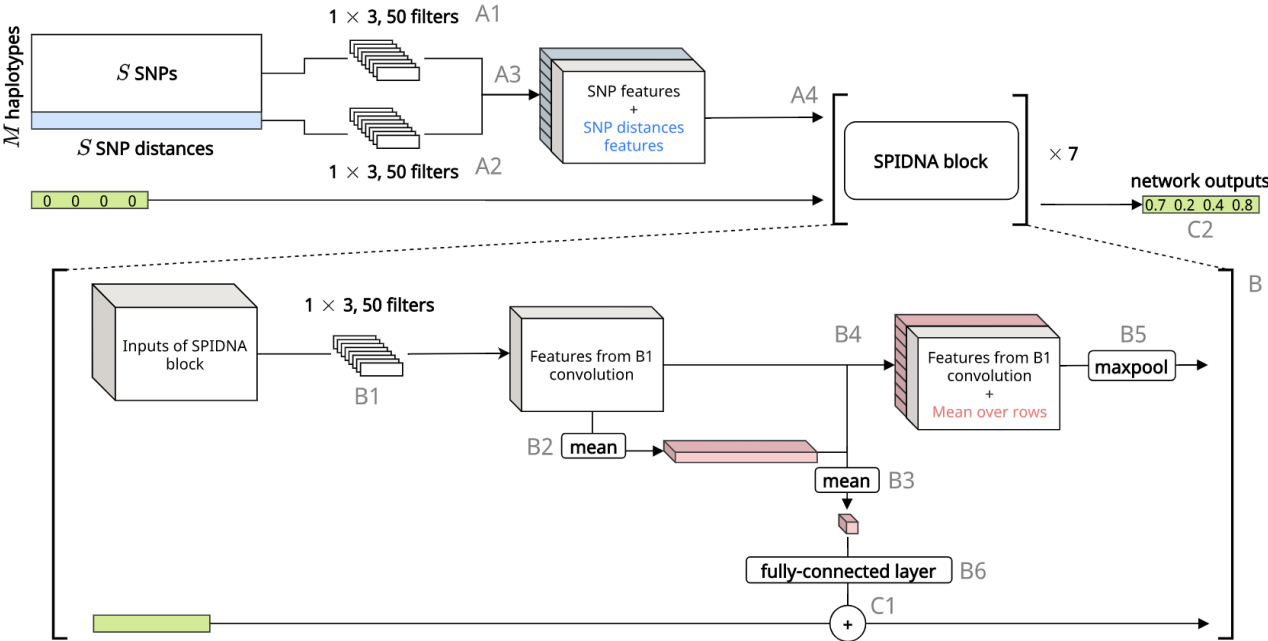 1 × 3, 50 filters
A1
M haplotypes
S SNPs
A3
SNP features
+
SNP distances
features
A4
S SNP distances
1 × 3, 50 filters
A2
SPIDNA block
× 7
0 0 0 0
network outputs
0.7 0.2 0.4 0.8
C2
B
1 × 3, 50 filters
Inputs of SPIDNA
block
B1
Features from B1
convolution
B4
Features from B1
convolution
+
Mean over rows
B5
maxpool
B2
mean
mean
B3
fully-connected layer
B6
C1
+